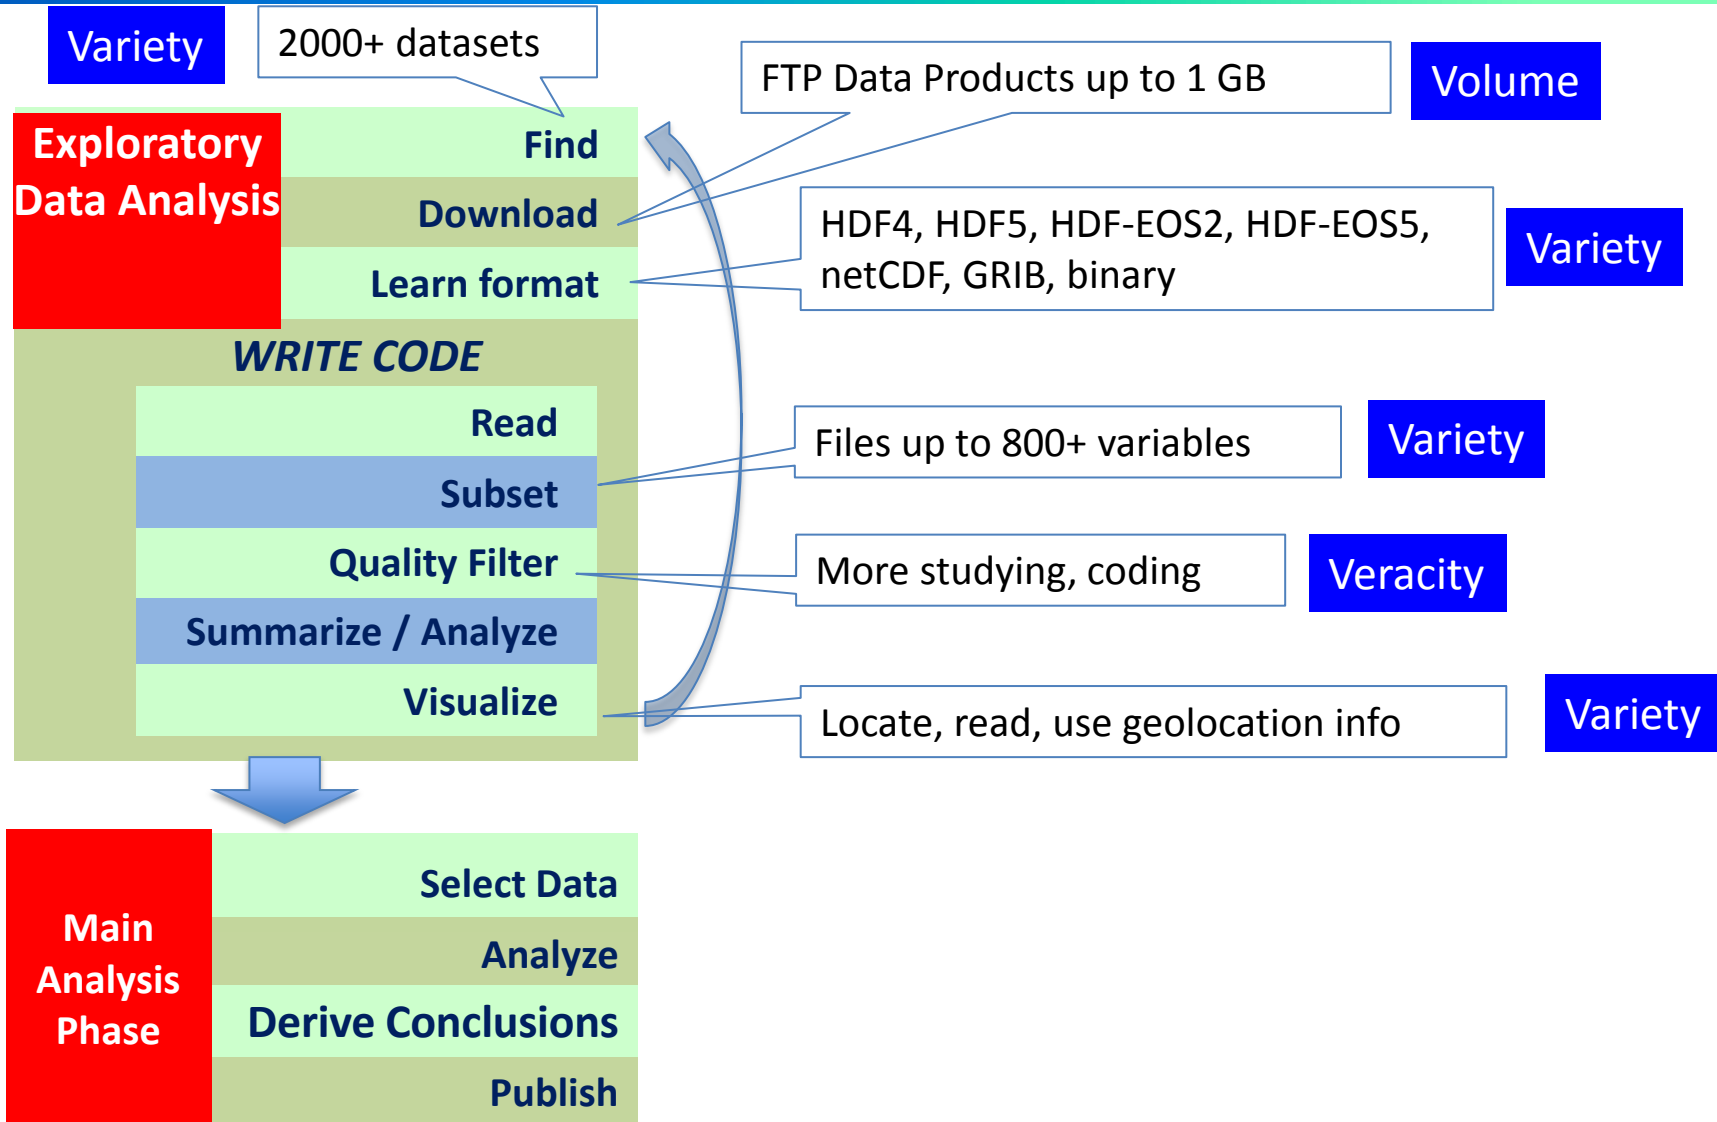 Variety
2000+ datasets
FTP Data Products up to 1 GB
Volume
Exploratory
Data Analysis
Find
Download
Learn format
HDF4, HDF5, HDF-EOS2, HDF-EOS5,
netCDF, GRIB, binary
Variety
WRITE CODE
Read
Subset
Files up to 800+ variables
Variety
Quality Filter
More studying, coding
Veracity
Summarize / Analyze
Visualize
Locate, read, use geolocation info
Variety
Main
Analysis
Phase
Select Data
Analyze
Derive Conclusions
Publish